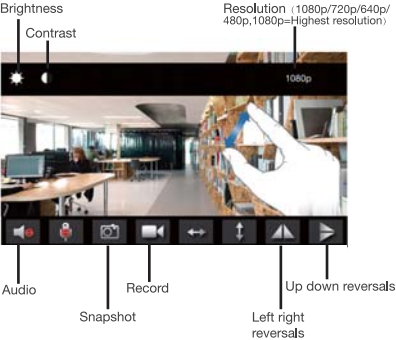 Brightness
Contrast
Resolution（1080p/720p/640p/
480p,1080p=Highest resolution）
1080p
Audio
Snapshot
Record
Left right
reversals
Up down reversals